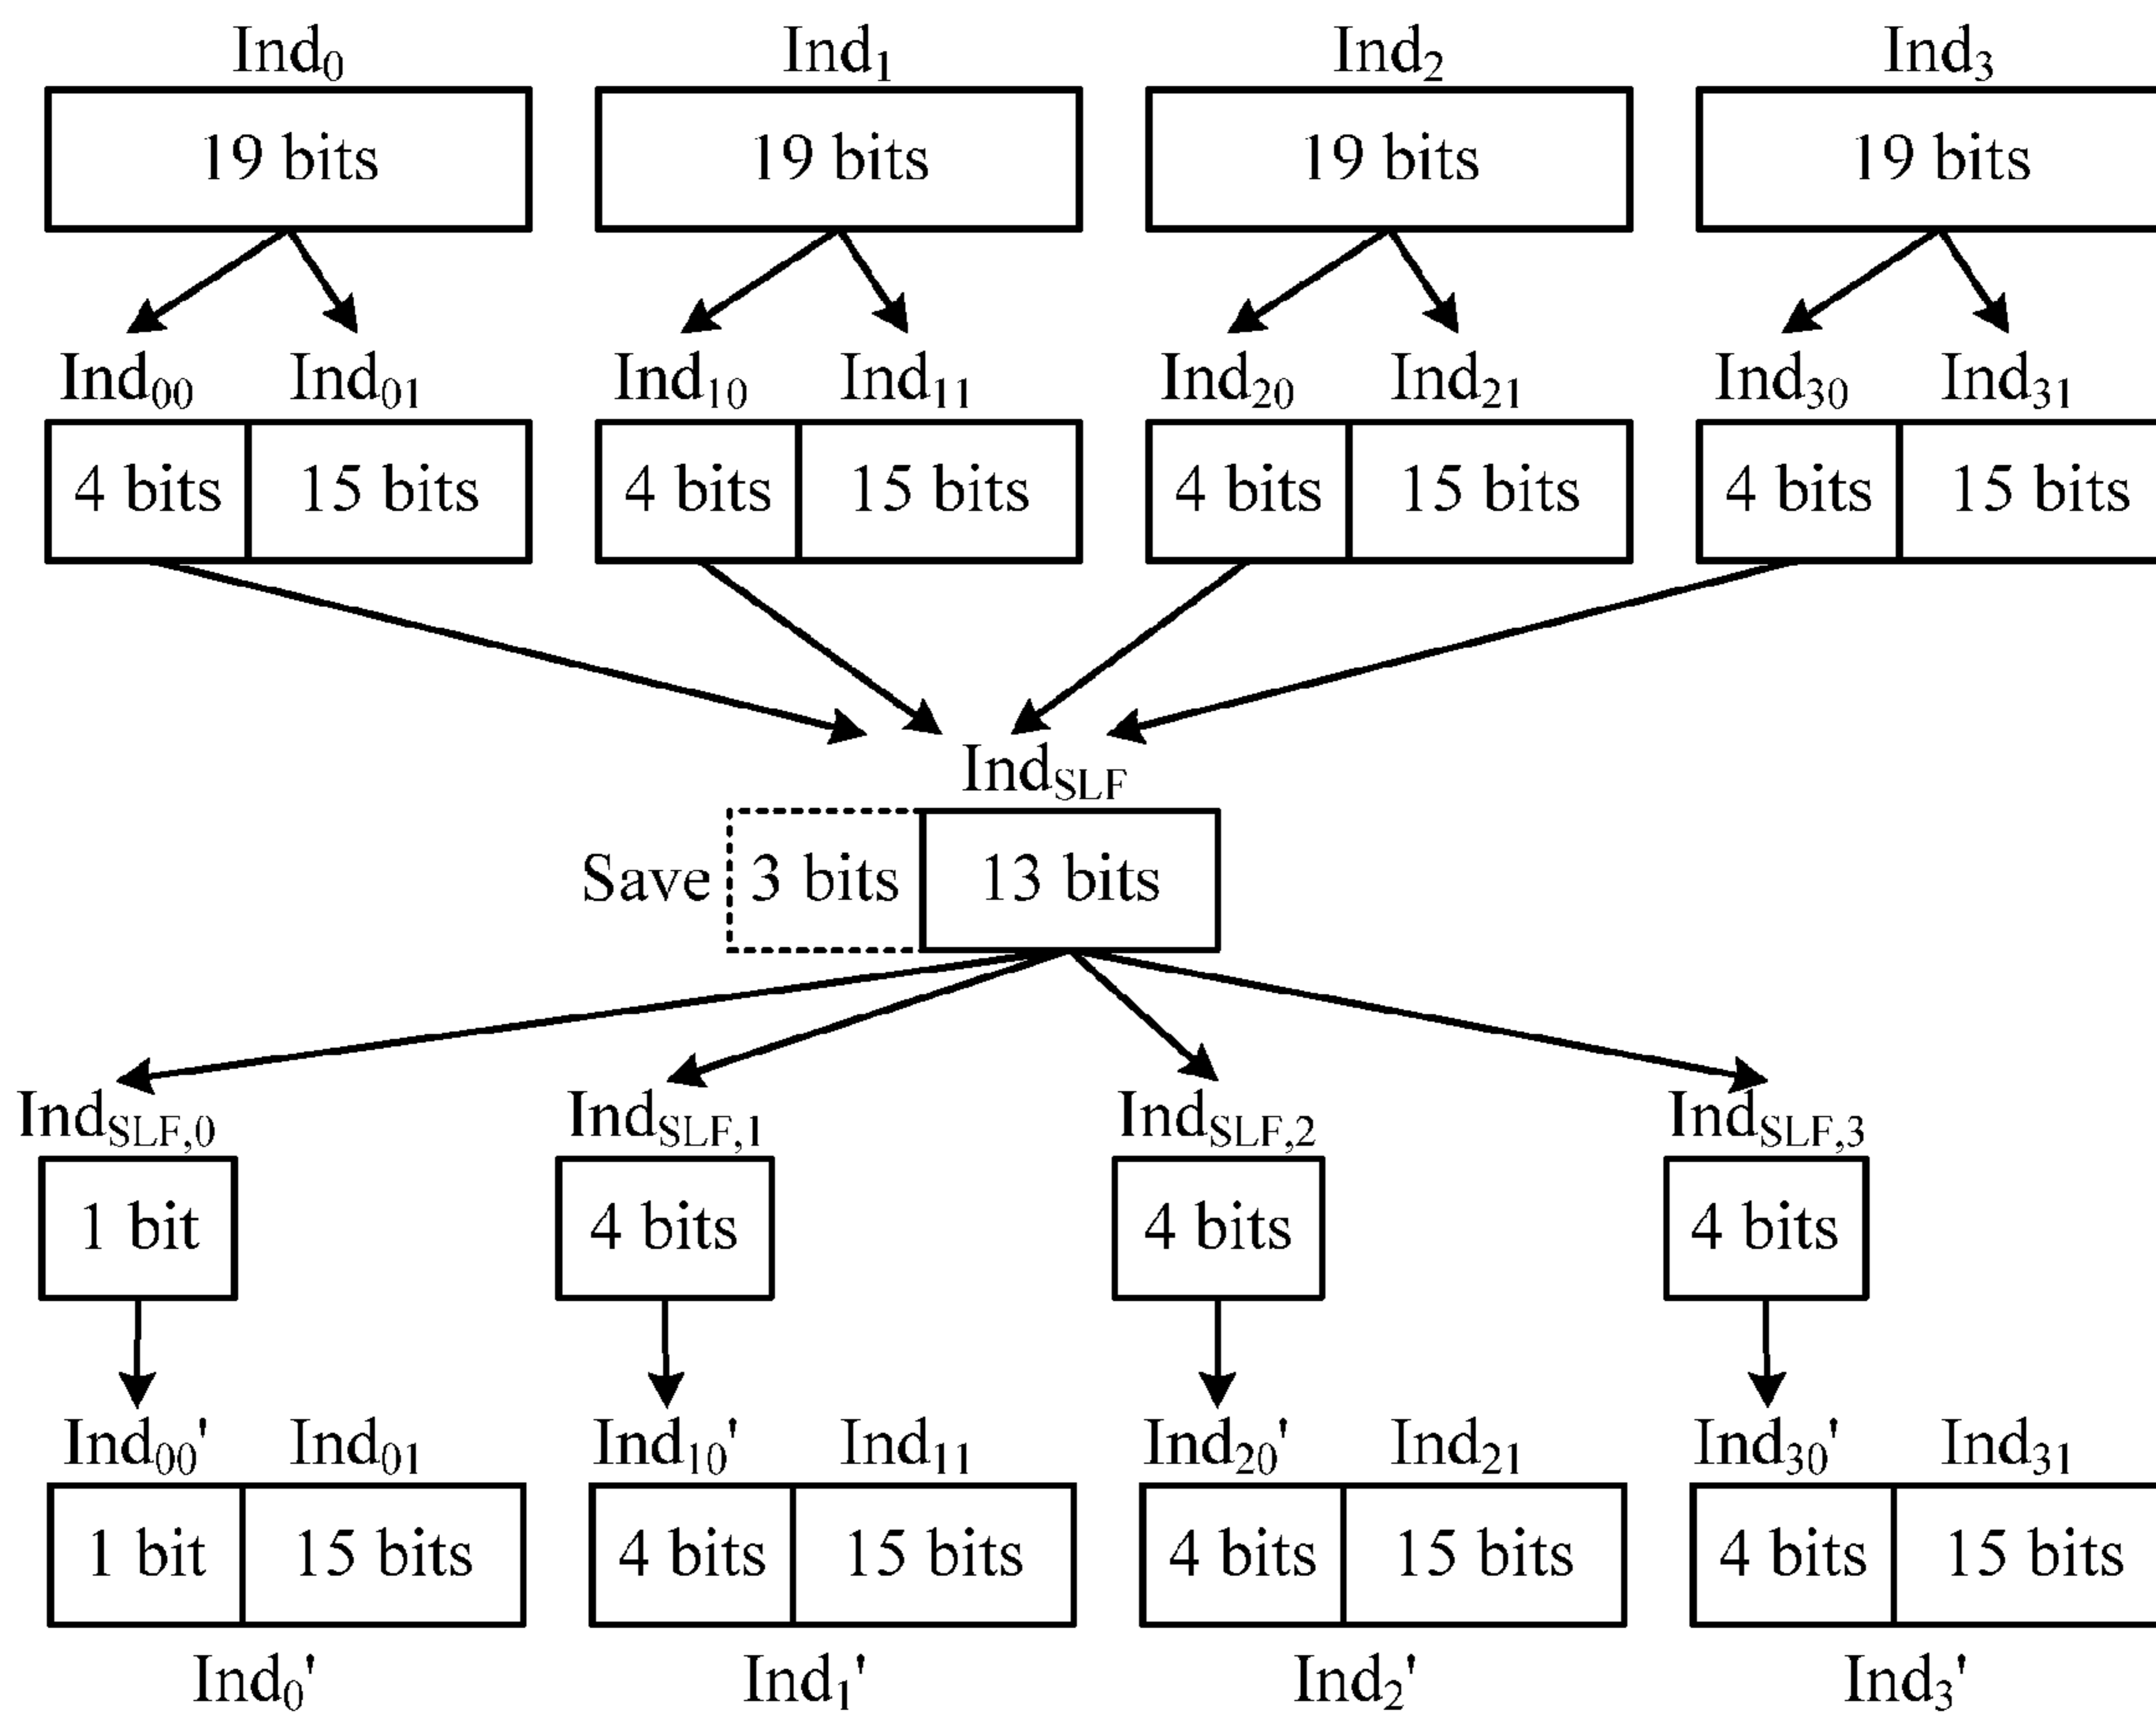 Ind0 Ind1 Ind2 Ind3
19 bits 19 bits 19 bits 19 bits
Ind00 Ind01 Ind10 Ind11 Ind20 Ind21 Ind30 Ind31
4 bits 15 bits 4 bits 15 bits 4 bits 15 bits 4 bits 15 bits
IndSLF
Save 3 bits 13 bits
IndSLF,0 IndSLF,1 IndSLF,2 IndSLF,3
1 bit 4 bits 4 bits 4 bits
Ind00' Ind01 Ind10' Ind11 Ind20' Ind21 Ind30' Ind31
1 bit 15 bits 4 bits 15 bits 4 bits 15 bits 4 bits 15 bits
Ind0' Ind1' Ind2' Ind3'